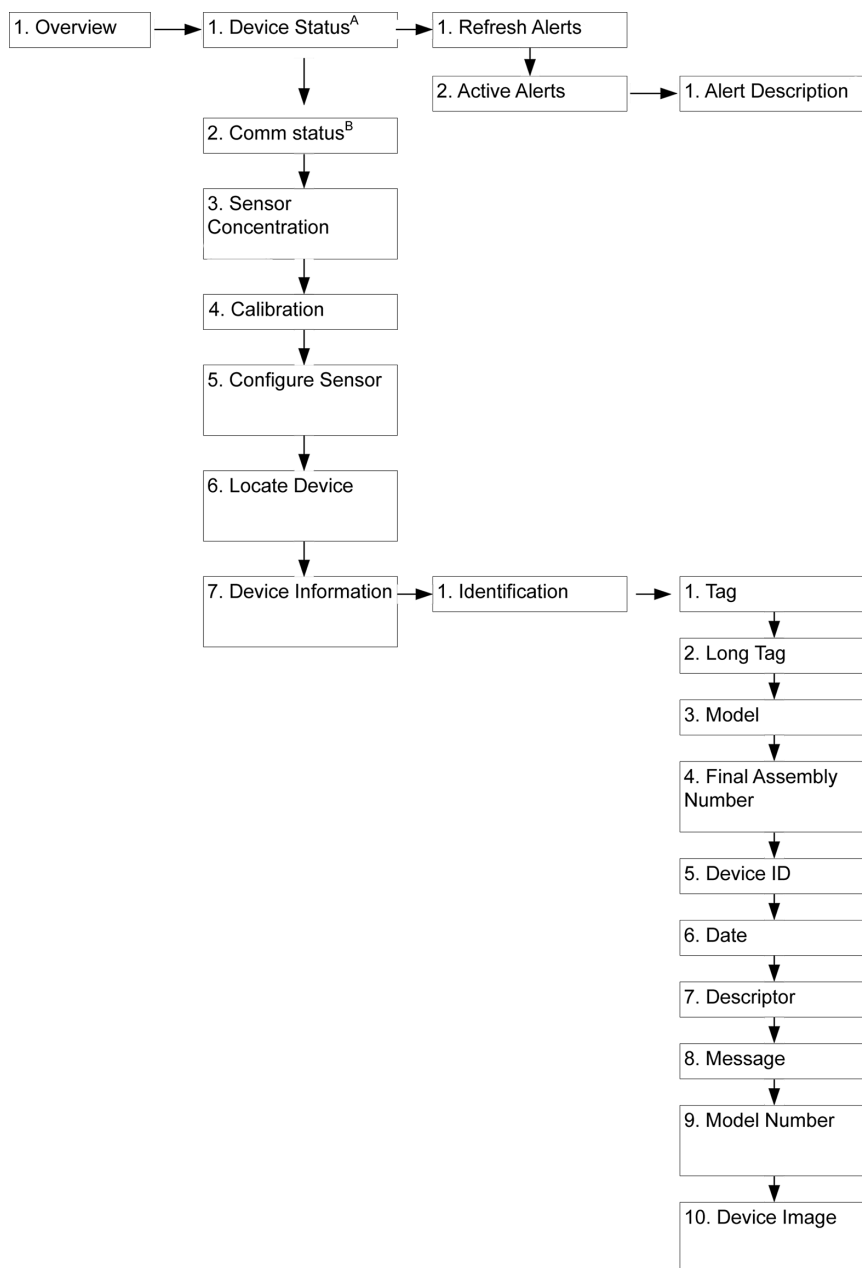 1. Overview
1. Device Statusᴬ
1. Refresh Alerts
2. Active Alerts
1. Alert Description
2. Comm statusᴮ
3. Sensor
Concentration
4. Calibration
5. Configure Sensor
6. Locate Device
7. Device Information
1. Identification
1. Tag
2. Long Tag
3. Model
4. Final Assembly
Number
5. Device ID
6. Date
7. Descriptor
8. Message
9. Model Number
10. Device Image